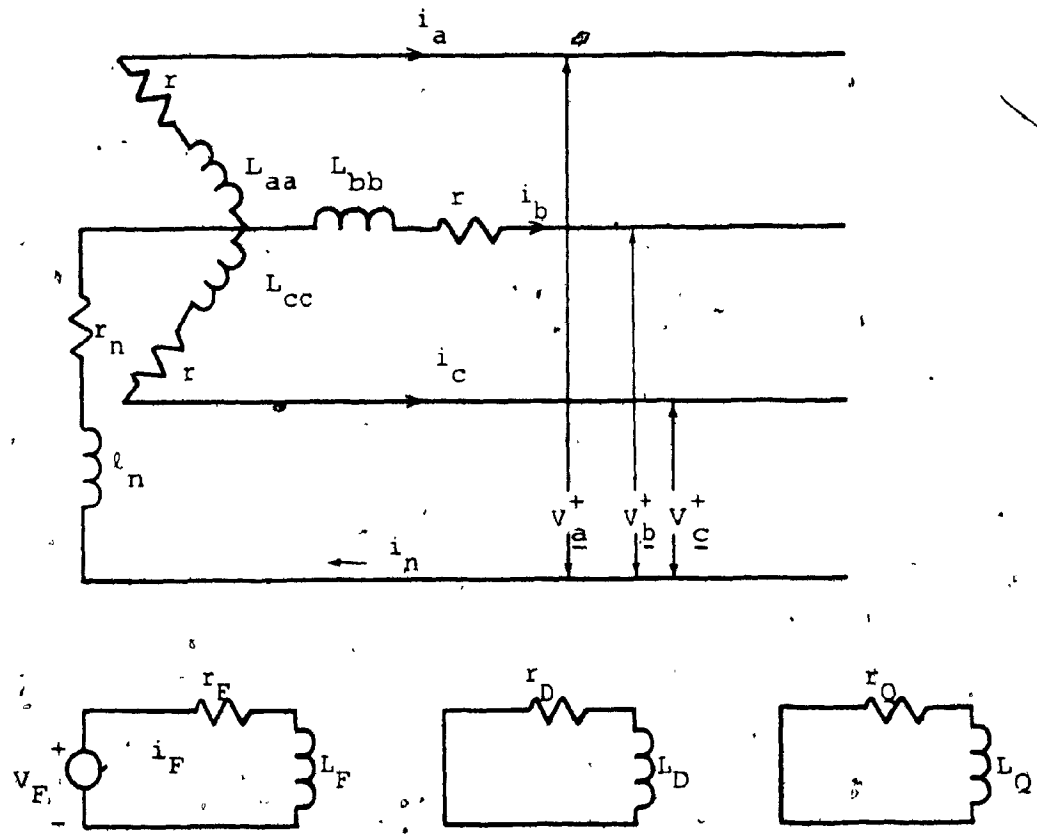 i_a
r
L_aa
L_bb
r
i_b
L_cc
r_n
r
i_c
ℓ_n
V_a +
V_b +
V_c +
i_n
r_F
r_D
r_Q
+
V_F
-
i_F
L_F
L_D
L_Q